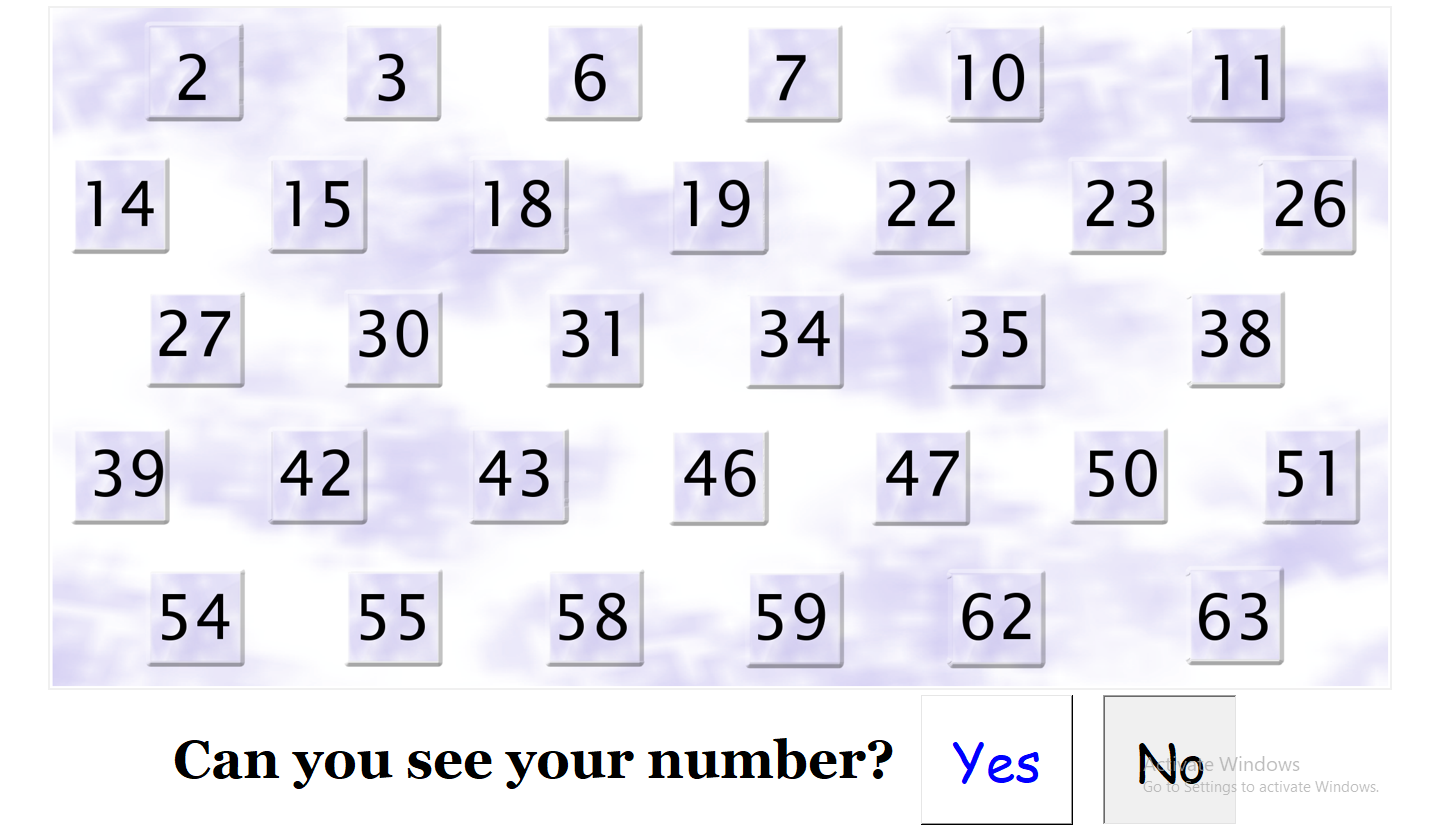 2 3 6 7 10 11
14 15 18 19 22 23 26
27 30 31 34 35 38
39 42 43 46 47 50 51
54 55 58 59 62 63
Can you see your number? Yes No
Activate Windows
Go to Settings to activate Windows.